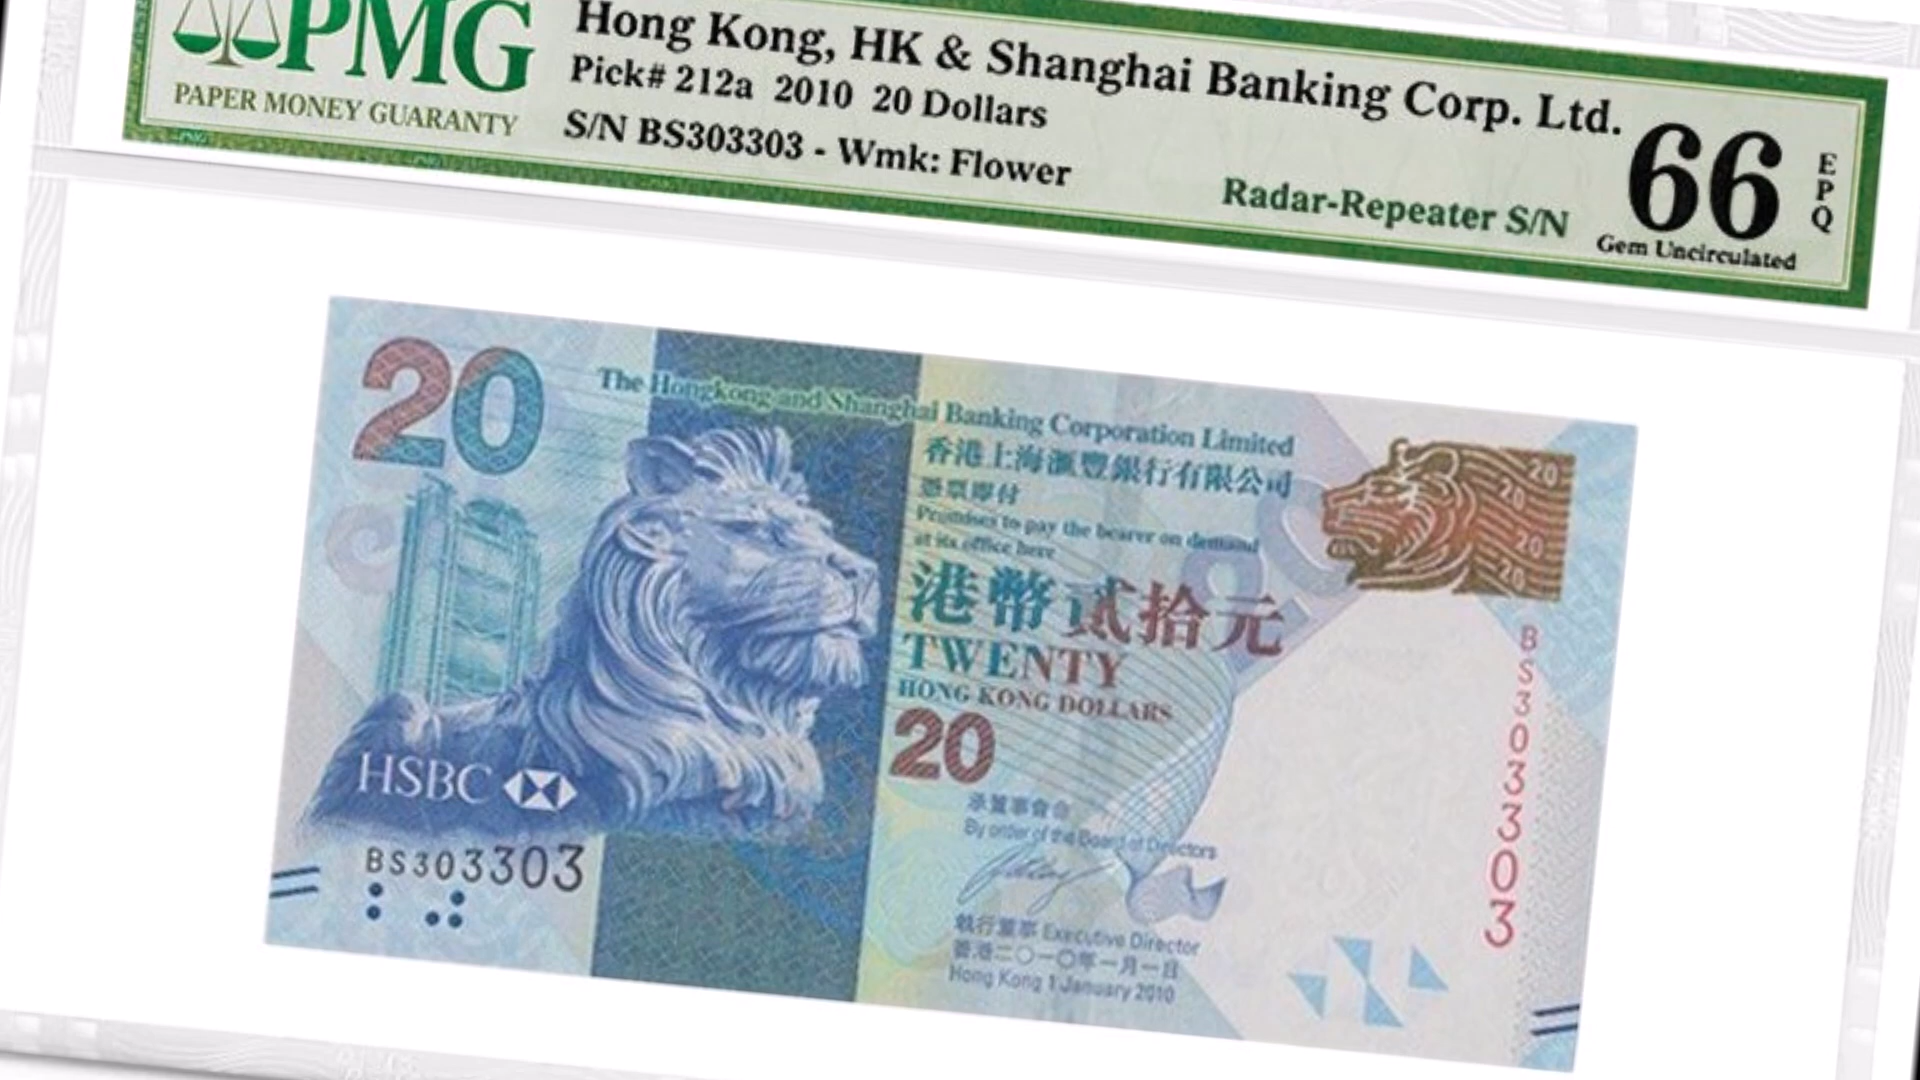 PMG
PAPER MONEY GUARANTY
Hong Kong, HK & Shanghai Banking Corp. Ltd.
Pick# 212a 2010 20 Dollars
S/N BS303303 - Wmk: Flower
Radar-Repeater S/N
66
EPQ
Gem Uncirculated
20
The Hongkong and Shanghai Banking Corporation Limited
香港上海滙豐銀行有限公司
憑票即付
Promises to pay the bearer on demand
at its office here
港幣貳拾元
TWENTY
HONG KONG DOLLARS
20
20
20
20
20
HSBC
BS303303
承董事會命
By order of the Board of Directors
執行董事 Executive Director
香港二〇一〇年一月一日
Hong Kong 1 January 2010
BS303303